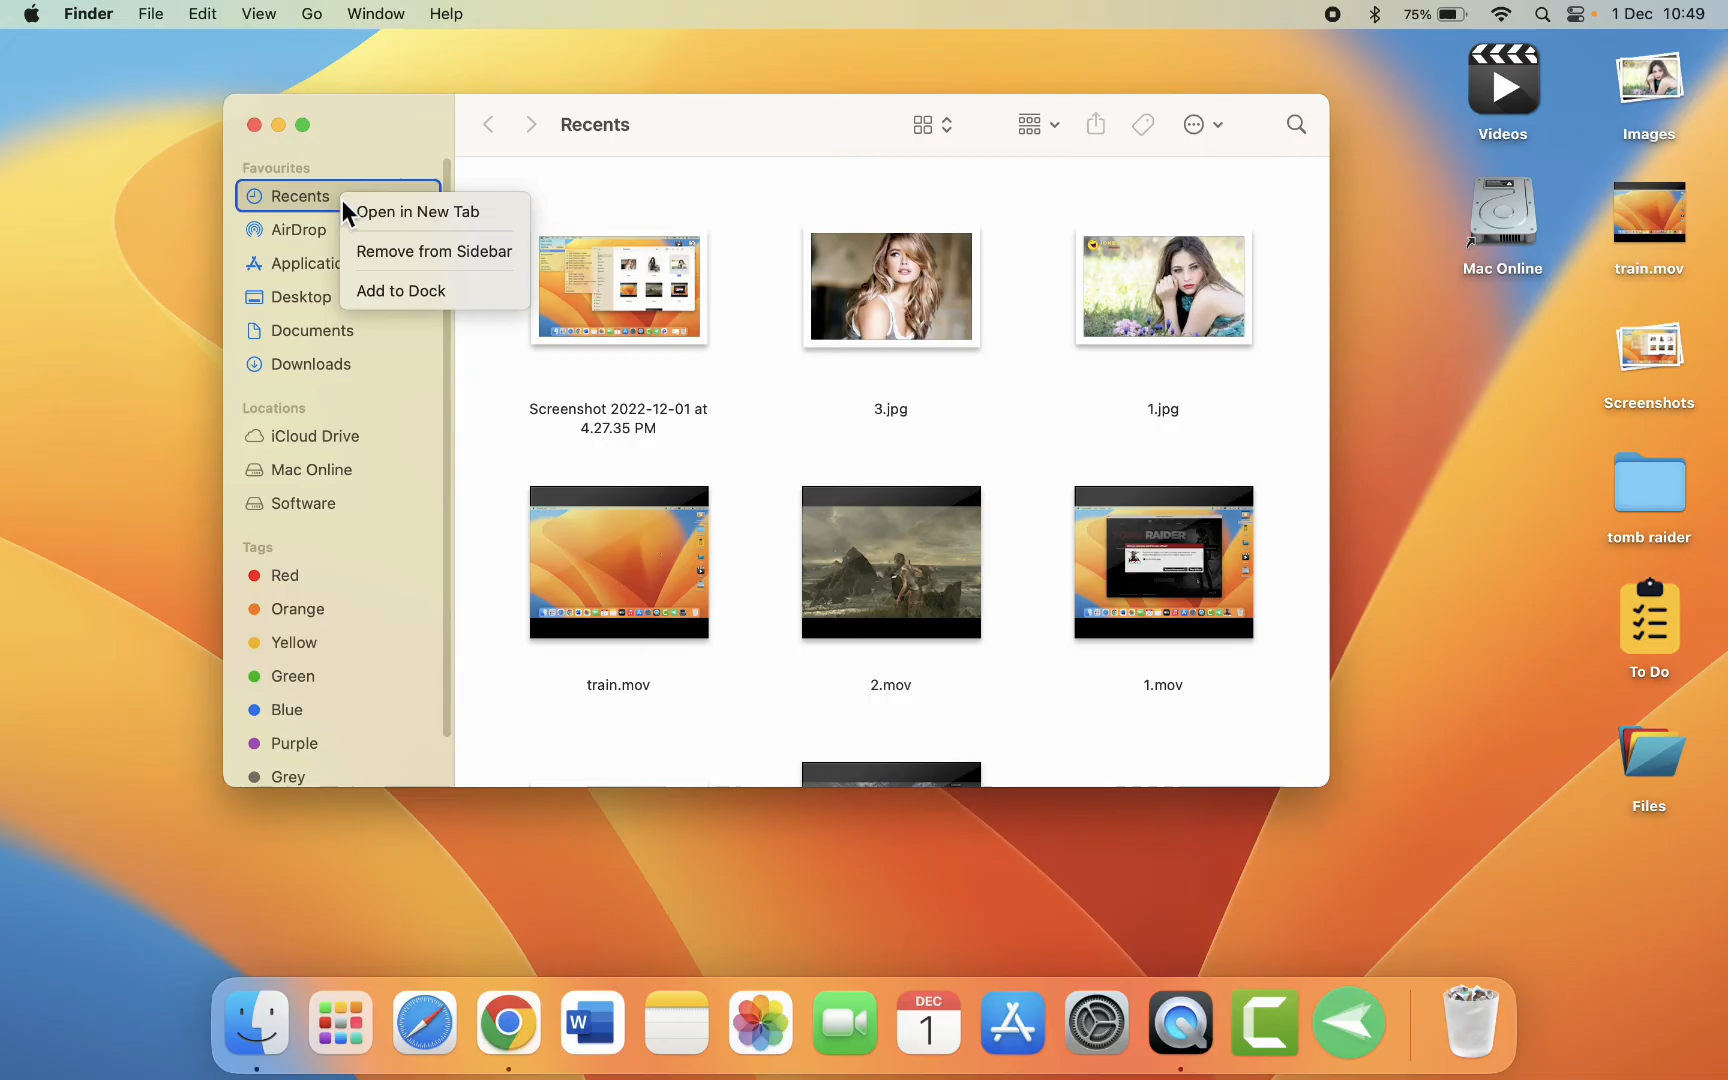 Finder File Edit View Go Window Help
75% 1 Dec 10:49
Recents
Favourites
Recents
AirDrop
Applicatio
Desktop
Documents
Downloads
Locations
iCloud Drive
Mac Online
Software
Tags
Red
Orange
Yellow
Green
Blue
Purple
Grey
Open in New Tab
Remove from Sidebar
Add to Dock
Screenshot 2022-12-01 at
4.27.35 PM
3.jpg
1.jpg
train.mov
2.mov
TOMB RAIDER
1.mov
Videos
Images
Mac Online
train.mov
Screenshots
tomb raider
To Do
Files
W
DEC
1